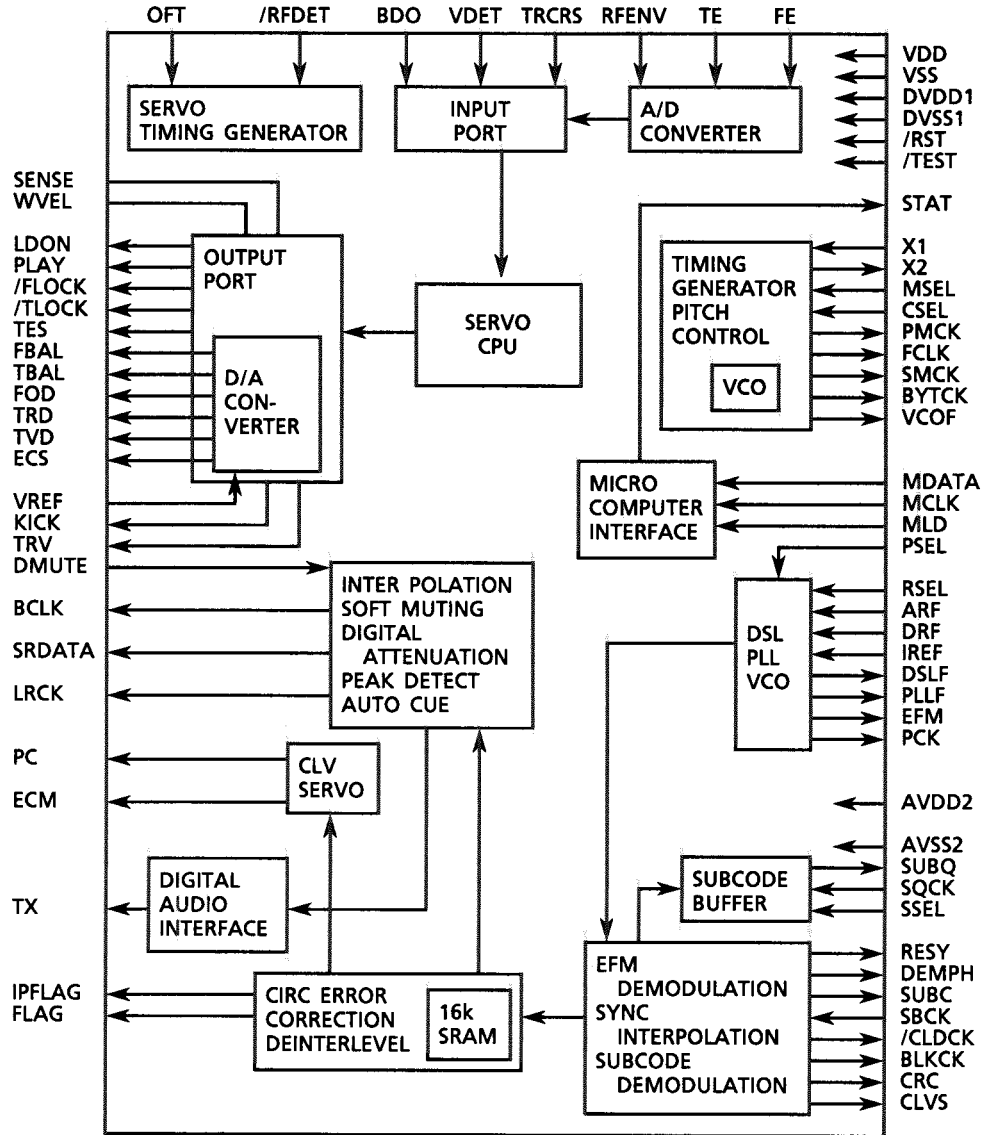 OFT /RFDET BDO VDET TRCRS RFENV TE FE
SERVO
TIMING GENERATOR
INPUT
PORT
A/D
CONVERTER
VDD
VSS
DVDD1
DVSS1
/RST
/TEST
STAT
SENSE
WVEL
LDON
PLAY
/FLOCK
/TLOCK
TES
FBAL
TBAL
FOD
TRD
TVD
ECS
VREF
KICK
TRV
DMUTE
BCLK
SRDATA
LRCK
PC
ECM
TX
IPFLAG
FLAG
OUTPUT
PORT
D/A
CON-
VERTER
SERVO
CPU
TIMING
GENERATOR
PITCH
CONTROL
VCO
X1
X2
MSEL
CSEL
PMCK
FCLK
SMCK
BYTCK
VCOF
MICRO
COMPUTER
INTERFACE
MDATA
MCLK
MLD
PSEL
INTER POLATION
SOFT MUTING
DIGITAL
ATTENUATION
PEAK DETECT
AUTO CUE
DSL
PLL
VCO
RSEL
ARF
DRF
IREF
DSLF
PLLF
EFM
PCK
CLV
SERVO
AVDD2
AVSS2
DIGITAL
AUDIO
INTERFACE
SUBCODE
BUFFER
SUBQ
SQCK
SSEL
CIRC ERROR
CORRECTION
DEINTERLEVEL
16k
SRAM
EFM
DEMODULATION
SYNC
INTERPOLATION
SUBCODE
DEMODULATION
RESY
DEMPH
SUBC
SBCK
/CLDCK
BLKCK
CRC
CLVS